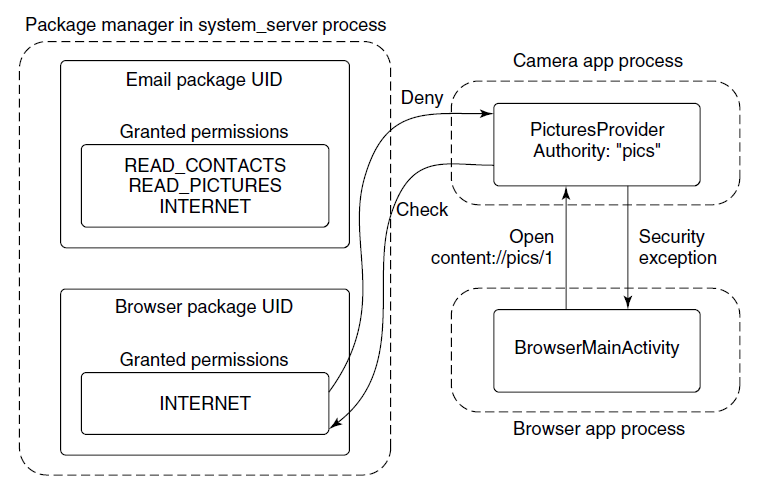 Package manager in system_server process
Email package UID
Granted permissions
READ_CONTACTS
READ_PICTURES
INTERNET
Browser package UID
Granted permissions
INTERNET
Deny
Check
Camera app process
PicturesProvider
Authority: "pics"
Open
content://pics/1
Security
exception
BrowserMainActivity
Browser app process